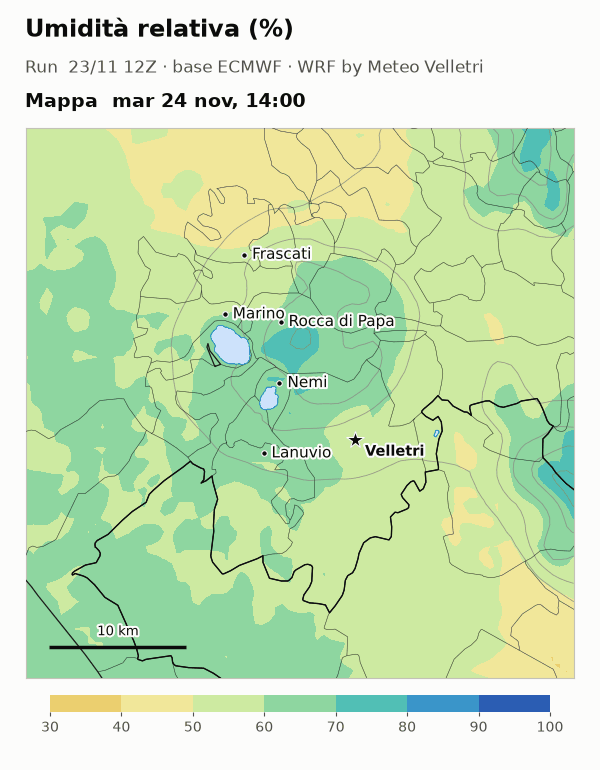 Umidità relativa (%)
Run  23/11 12Z · base ECMWF · WRF by Meteo Velletri
Mappa  mar 24 nov, 14:00
Frascati
Marino
Rocca di Papa
Nemi
Velletri
Lanuvio
10 km
30 40 50 60 70 80 90 100